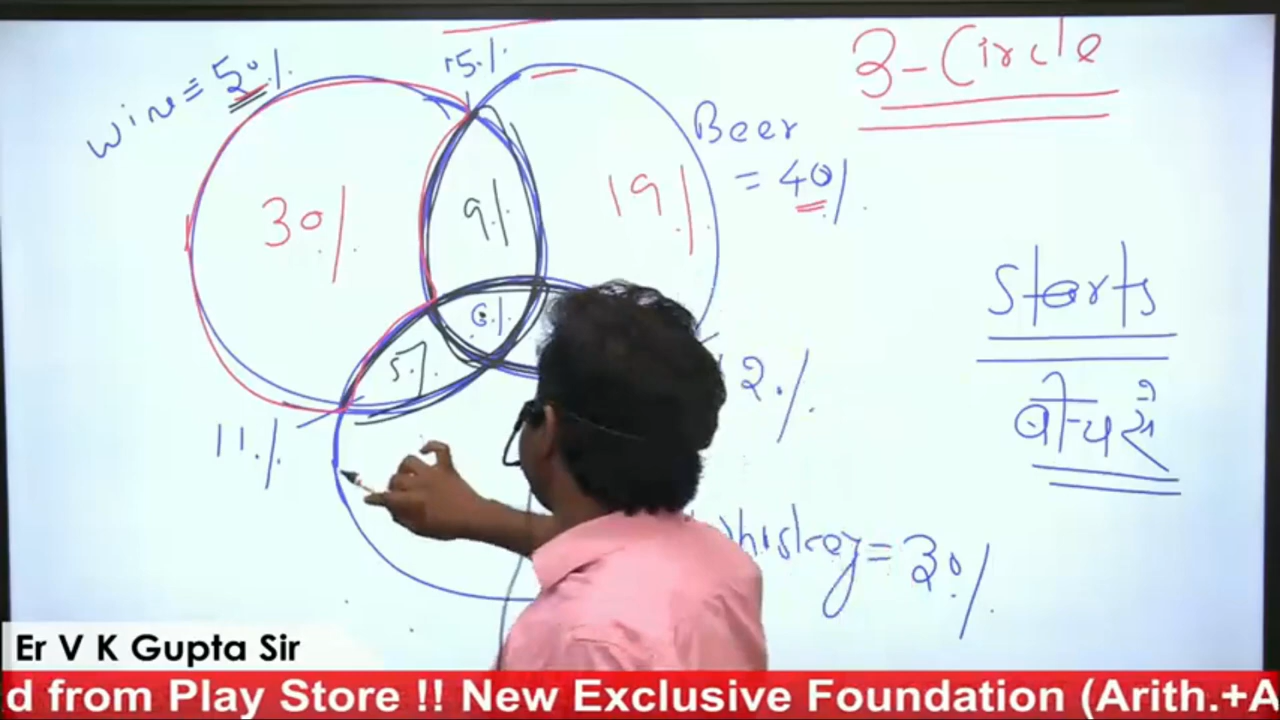 3-Circle
wine = 50%
15%
Beer
= 40%
30%
9%
19%
6%
5%
11%
2%
Starts
बीच से
whiskey = 30%
Er V K Gupta Sir
d from Play Store !! New Exclusive Foundation (Arith.+A